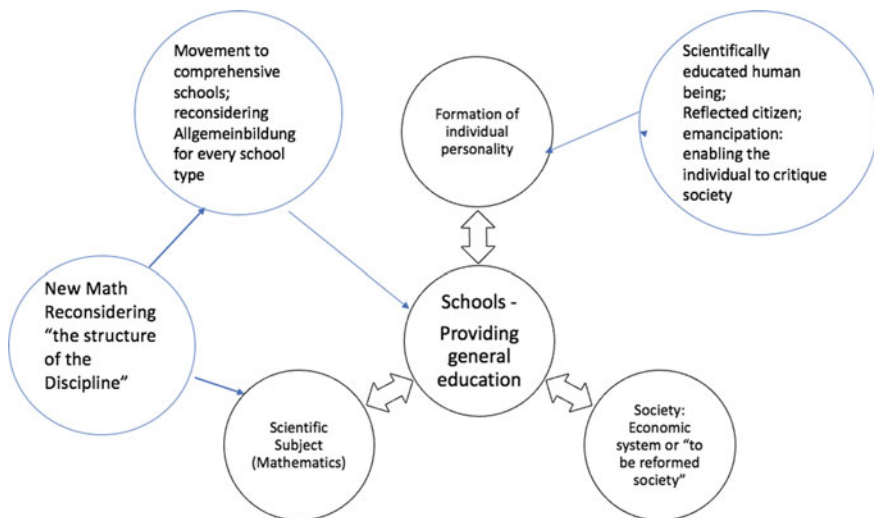 Movement to
comprehensive
schools;
reconsidering
Allgemeinbildung
for every school
type
Formation of
individual
personality
Scientifically
educated human
being;
Reflected citizen;
emancipation:
enabling the
individual to critique
society
New Math
Reconsidering
“the structure
of the
Discipline”
Schools -
Providing
general
education
Scientific
Subject
(Mathematics)
Society:
Economic
system or “to
be reformed
society”